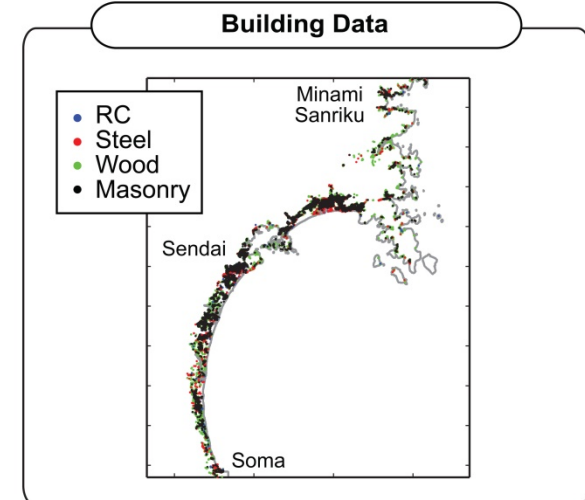 Building Data
RC
Steel
Wood
Masonry
Minami
Sanriku
Sendai
Soma